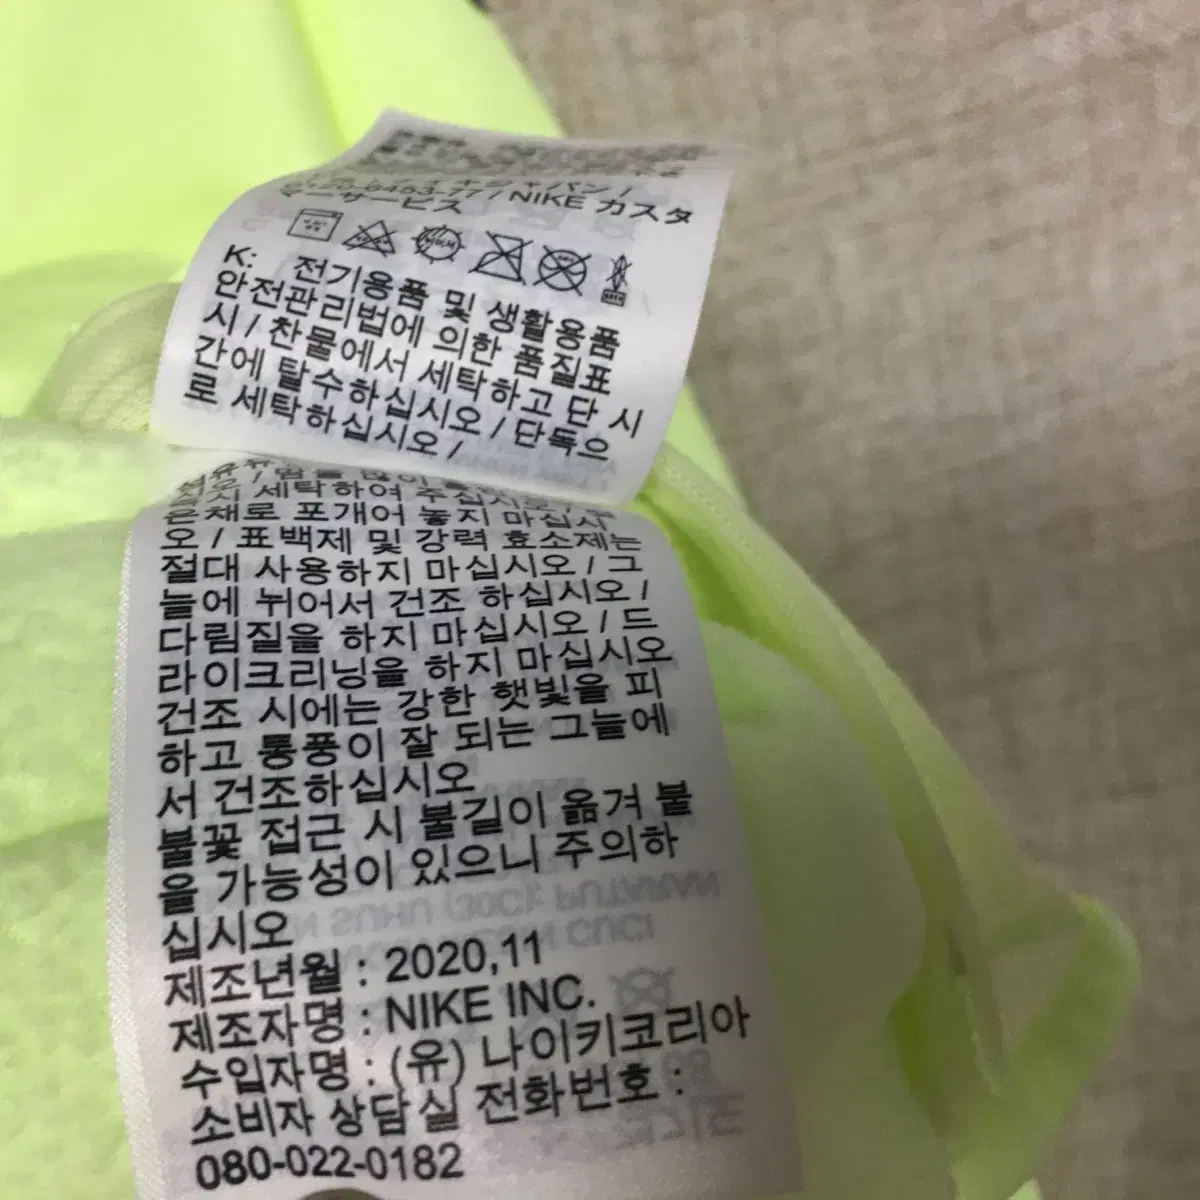 0120-6453-77 / NIKE カスタ
マーサービス
K: 전기용품 및 생활용품
안전관리법에 의한 품질표
시 / 찬물에서 세탁하고 단 시
간에 탈수하십시오 / 단독으
로 세탁하십시오 /
즉시 세탁하여 주십시오 /
은채로 포개어 놓지 마십시
오 / 표백제 및 강력 효소제는
절대 사용하지 마십시오 / 그
늘에 뉘어서 건조 하십시오 /
다림질을 하지 마십시오 / 드
라이크리닝을 하지 마십시오
건조 시에는 강한 햇빛을 피
하고 통풍이 잘 되는 그늘에
서 건조하십시오
불꽃 접근 시 불길이 옮겨 붙
을 가능성이 있으니 주의하
십시오
제조년월 : 2020,11
제조자명 : NIKE INC.
수입자명 : (유) 나이키코리아
소비자 상담실 전화번호 :
080-022-0182